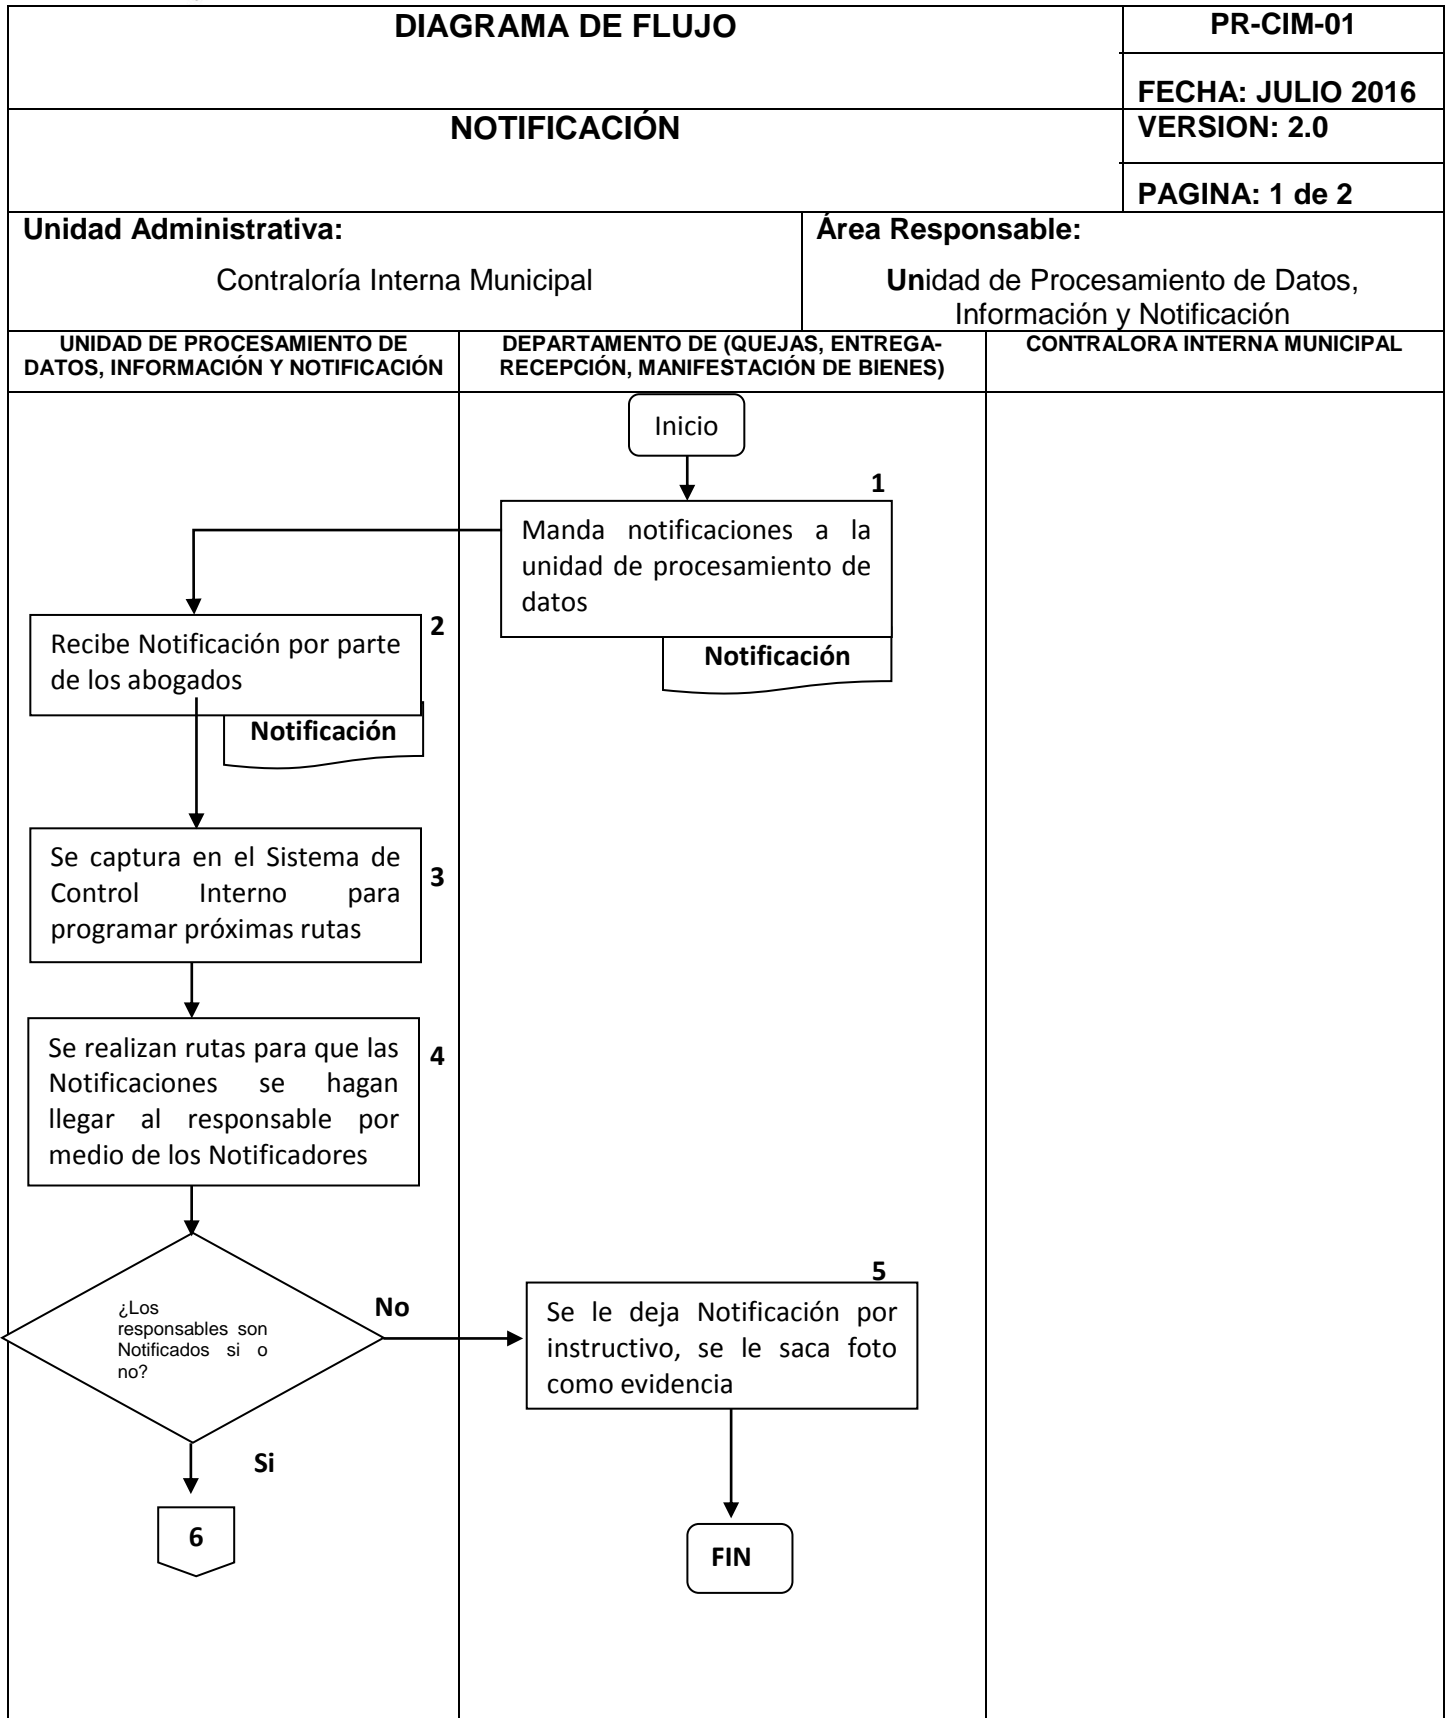 DIAGRAMA DE FLUJO
PR-CIM-01
FECHA: JULIO 2016
NOTIFICACIÓN
VERSION: 2.0
PAGINA: 1 de 2
Unidad Administrativa:
Contraloría Interna Municipal
Área Responsable:
Unidad de Procesamiento de Datos,
Información y Notificación
UNIDAD DE PROCESAMIENTO DE
DATOS, INFORMACIÓN Y NOTIFICACIÓN
DEPARTAMENTO DE (QUEJAS, ENTREGA-
RECEPCIÓN, MANIFESTACIÓN DE BIENES)
CONTRALORA INTERNA MUNICIPAL
Inicio
1
Manda notificaciones a la
unidad de procesamiento de
datos
Notificación
2
Recibe Notificación por parte
de los abogados
Notificación
3
Se captura en el Sistema de
Control Interno para
programar próximas rutas
4
Se realizan rutas para que las
Notificaciones se hagan
llegar al responsable por
medio de los Notificadores
¿Los
responsables son
Notificados si o
no?
No
5
Se le deja Notificación por
instructivo, se le saca foto
como evidencia
Si
6
FIN